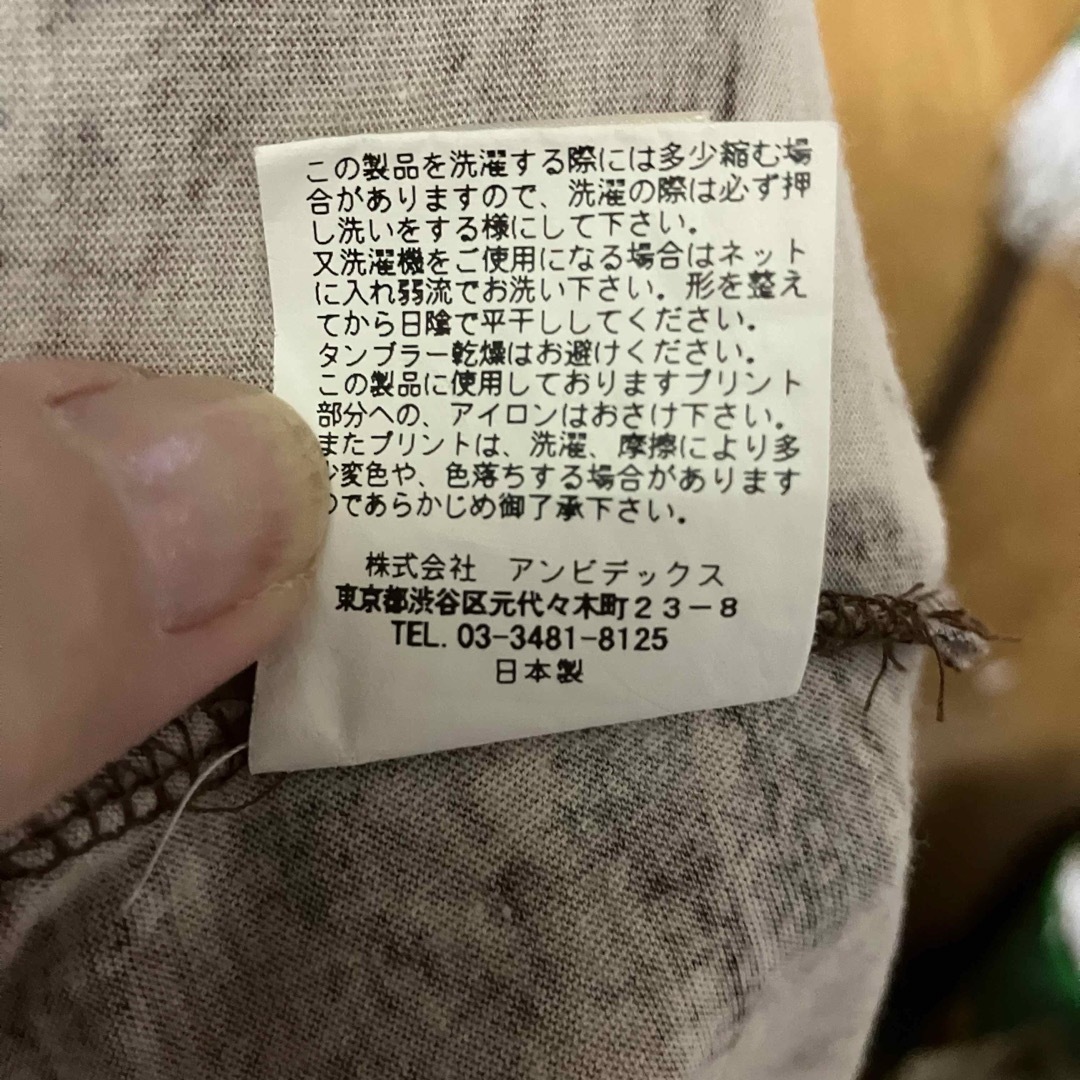 この製品を洗濯する際には多少縮む場
合がありますので、洗濯の際は必ず押
し洗いをする様にして下さい。
又洗濯機をご使用になる場合はネット
に入れ弱流でお洗い下さい。形を整え
てから日陰で平干ししてください。
タンブラー乾燥はお避けください。
この製品に使用しておりますプリント
部分への、アイロンはおさけ下さい。
またプリントは、洗濯、摩擦により多
少変色や、色落ちする場合があります
のであらかじめ御了承下さい。
株式会社 アンビデックス
東京都渋谷区元代々木町23-8
TEL. 03-3481-8125
日本製